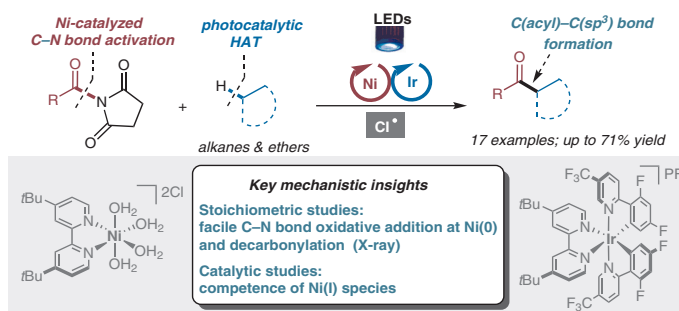 Ni-catalyzed
C–N bond activation
photocatalytic
HAT
LEDs
C(acyl)–C(sp³) bond
formation
O
R
N
O
O
+
H
alkanes & ethers
Ni
Ir
Cl•
O
R
17 examples; up to 71% yield
tBu
tBu
N
N
Ni
OH₂
OH₂
OH₂
OH₂
2Cl
Key mechanistic insights
Stoichiometric studies:
facile C–N bond oxidative addition at Ni(0)
and decarbonylation (X-ray)
Catalytic studies:
competence of Ni(I) species
F₃C
F
F
PF
tBu
tBu
N
N
N
N
Ir
F
F
F₃C